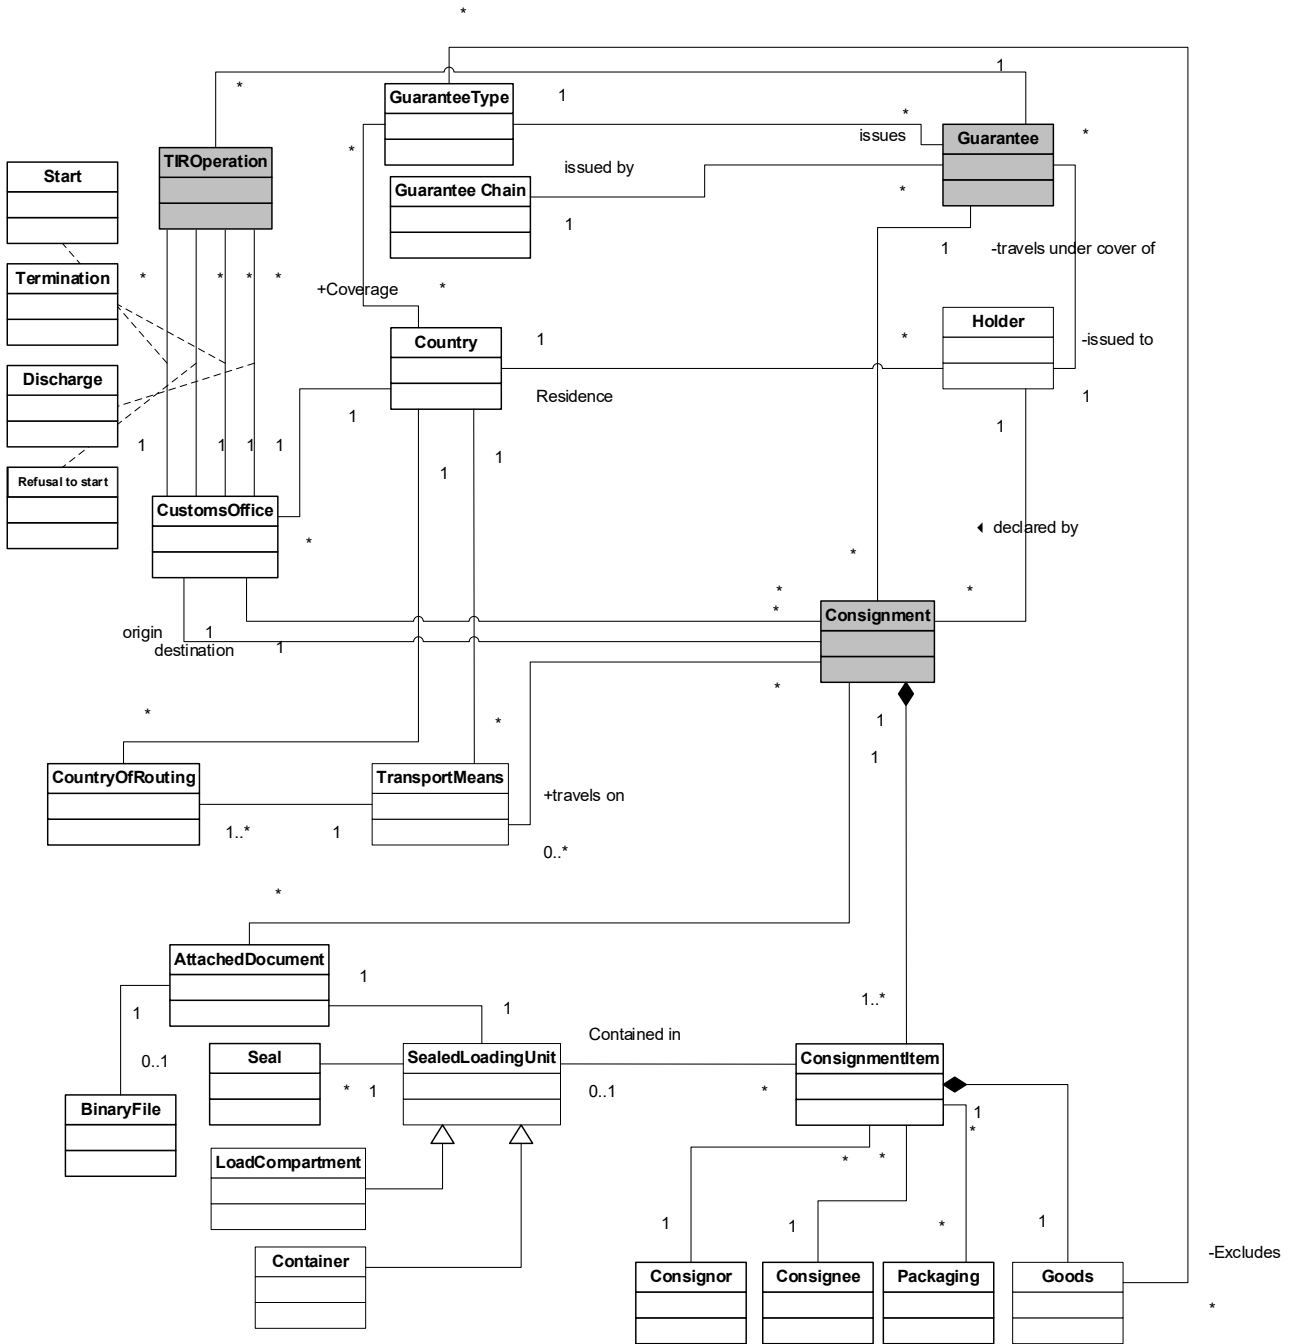 *
1
*
GuaranteeType
1
*
issues
Guarantee
*
*
TIROperation
Start
issued by
Guarantee Chain
*
1
1
-travels under cover of
Termination
*
*
*
*
+Coverage
*
Country
1
*
Holder
-issued to
Discharge
Residence
1
1
1
1
1
1
1
1
1
1
Refusal to start
CustomsOffice
*
declared by
*
*
*
*
Consignment
origin
1
destination
1
*
*
*
1
1
CountryOfRouting
TransportMeans
+travels on
1..*
1
0..*
*
AttachedDocument
1
1
1..*
1
1
0..1
Contained in
Seal
SealedLoadingUnit
ConsignmentItem
*
1
0..1
*
BinaryFile
1
*
*
*
LoadCompartment
1
1
*
1
Container
-Excludes
Consignor
Consignee
Packaging
Goods
*